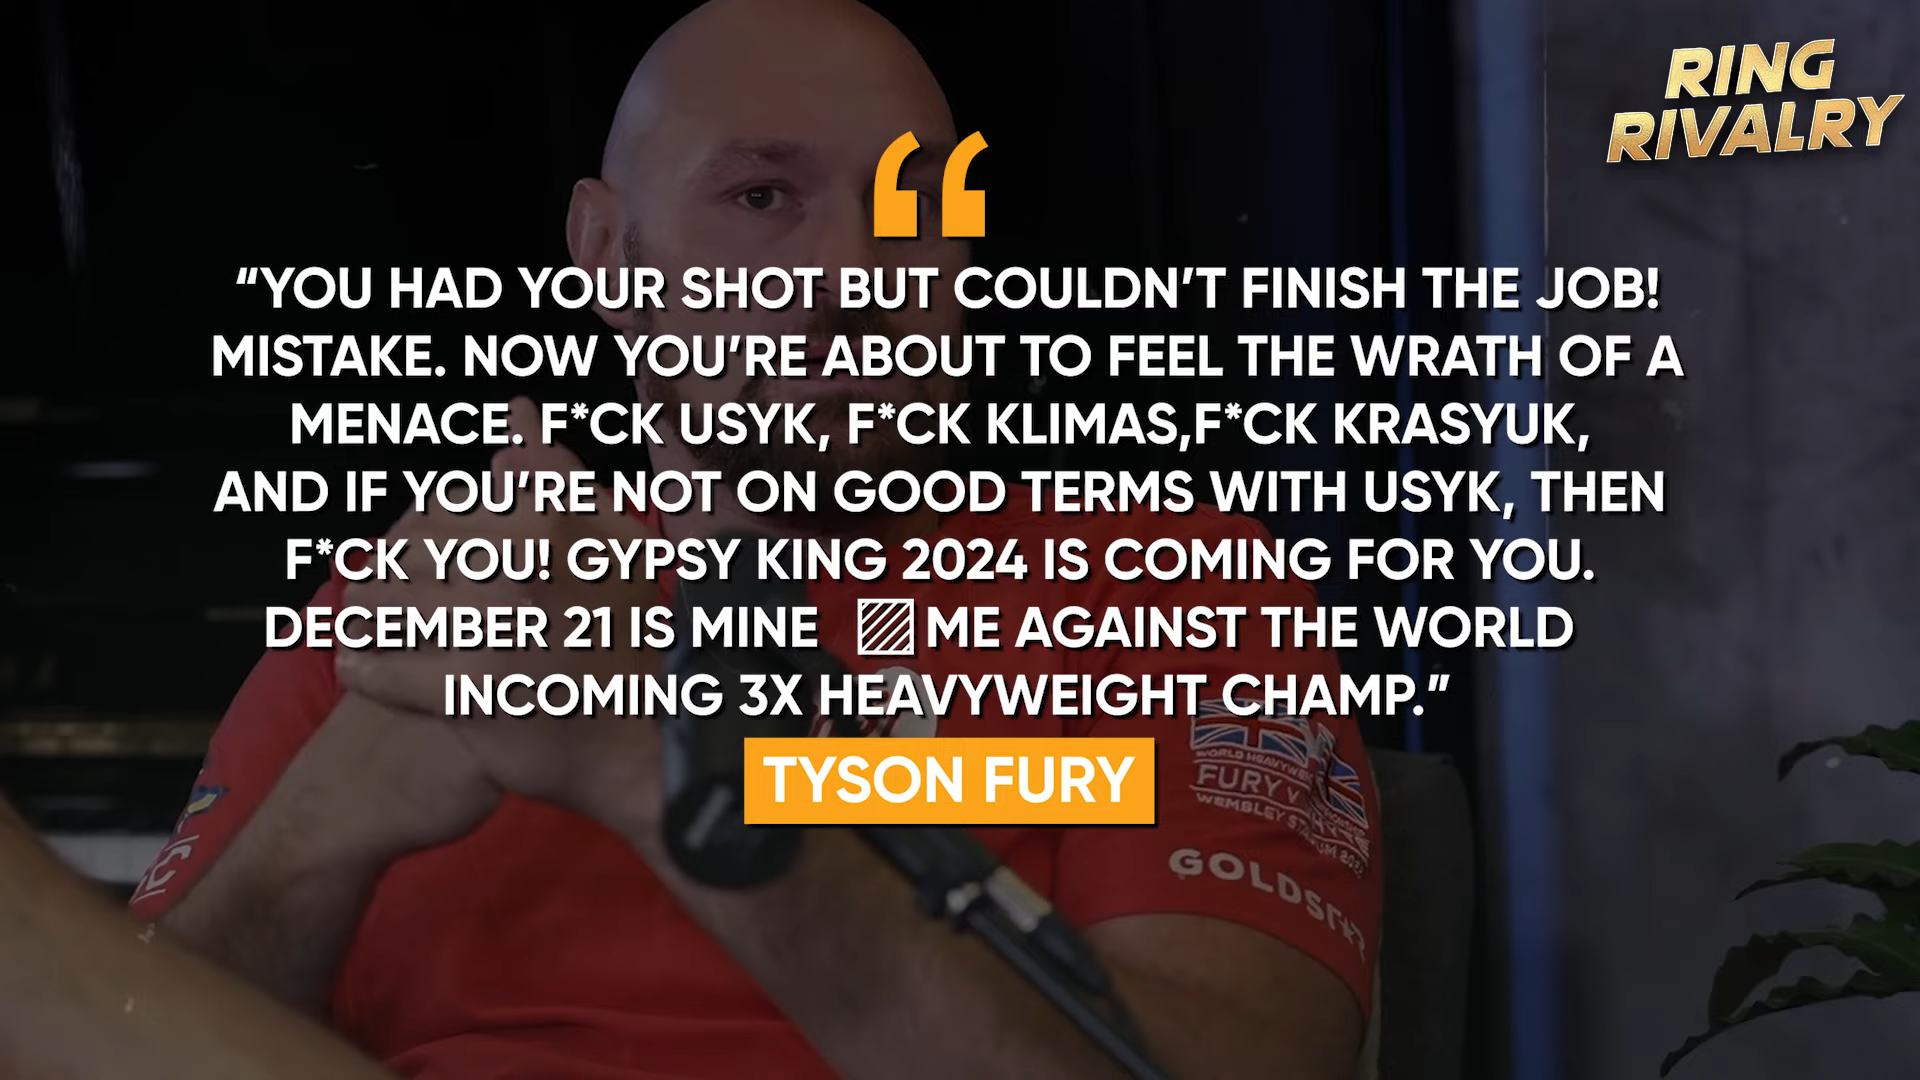 RING
RIVALRY
“
“YOU HAD YOUR SHOT BUT COULDN’T FINISH THE JOB!
MISTAKE. NOW YOU’RE ABOUT TO FEEL THE WRATH OF A
MENACE. F*CK USYK, F*CK KLIMAS,F*CK KRASYUK,
AND IF YOU’RE NOT ON GOOD TERMS WITH USYK, THEN
F*CK YOU! GYPSY KING 2024 IS COMING FOR YOU.
DECEMBER 21 IS MINE ▨ ME AGAINST THE WORLD
INCOMING 3X HEAVYWEIGHT CHAMP.”
TYSON FURY
WORLD HEAVYWEI
FURY V
WEMBLEY
GOLDSTAR